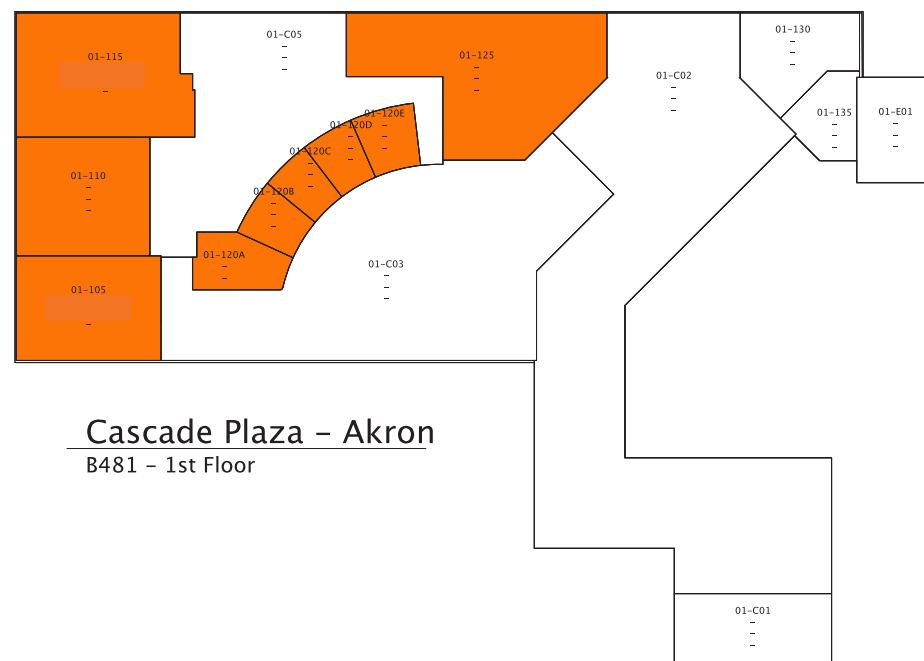 01-C05
01-130
01-115
01-125
01-C02
01-120E
01-120D
01-135
01-E01
01-120C
01-110
01-120B
01-120A
01-C03
01-105
Cascade Plaza - Akron
B481 - 1st Floor
01-C01